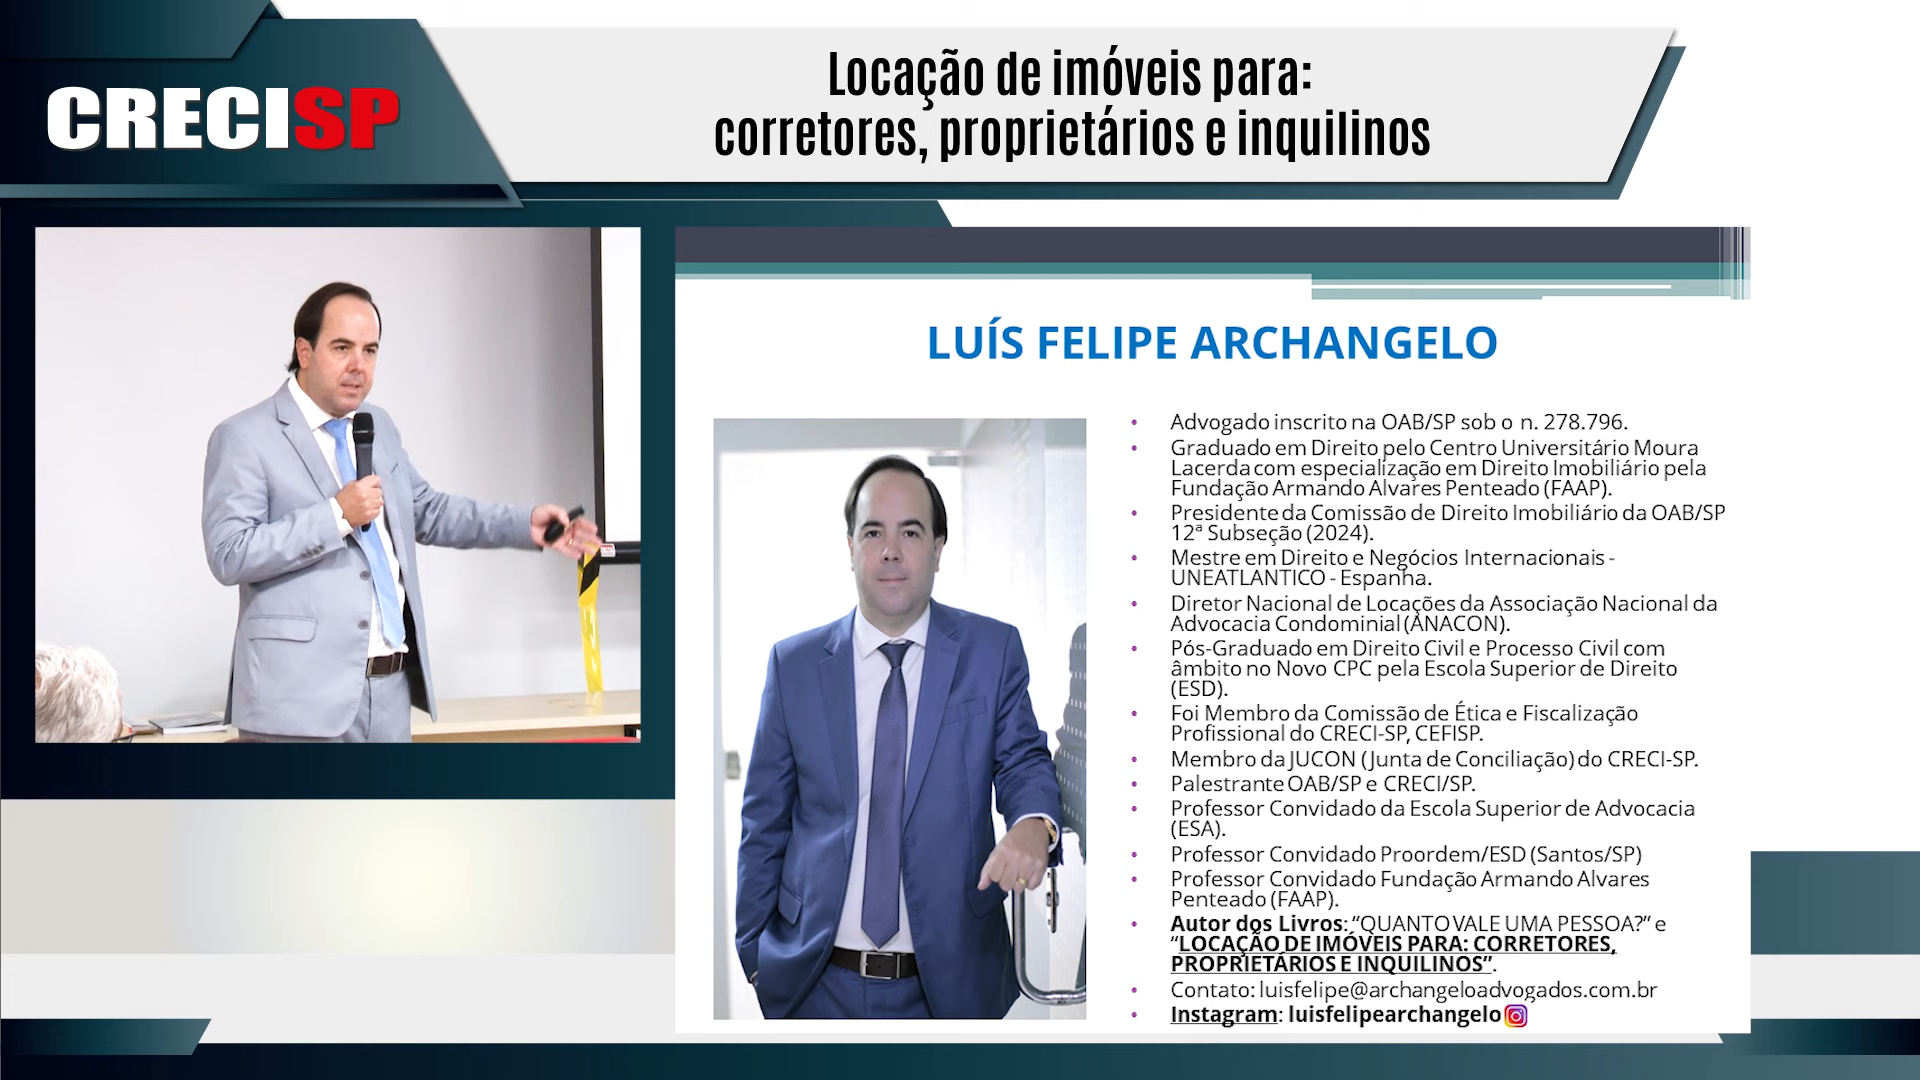 CRECISP
Locação de imóveis para:
corretores, proprietários e inquilinos
LUÍS FELIPE ARCHANGELO
• Advogado inscrito na OAB/SP sob o n. 278.796.
• Graduado em Direito pelo Centro Universitário Moura
Lacerda com especialização em Direito Imobiliário pela
Fundação Armando Alvares Penteado (FAAP).
• Presidente da Comissão de Direito Imobiliário da OAB/SP
12ª Subseção (2024).
• Mestre em Direito e Negócios Internacionais -
UNEATLANTICO - Espanha.
• Diretor Nacional de Locações da Associação Nacional da
Advocacia Condominial (ANACON).
• Pós-Graduado em Direito Civil e Processo Civil com
âmbito no Novo CPC pela Escola Superior de Direito
(ESD).
• Foi Membro da Comissão de Ética e Fiscalização
Profissional do CRECI-SP, CEFISP.
• Membro da JUCON (Junta de Conciliação) do CRECI-SP.
• Palestrante OAB/SP e CRECI/SP.
• Professor Convidado da Escola Superior de Advocacia
(ESA).
• Professor Convidado Proordem/ESD (Santos/SP)
• Professor Convidado Fundação Armando Alvares
Penteado (FAAP).
• Autor dos Livros: “QUANTO VALE UMA PESSOA?” e
“LOCAÇÃO DE IMÓVEIS PARA: CORRETORES,
PROPRIETÁRIOS E INQUILINOS”.
• Contato: luisfelipe@archangeloadvogados.com.br
• Instagram: luisfelipearchangelo